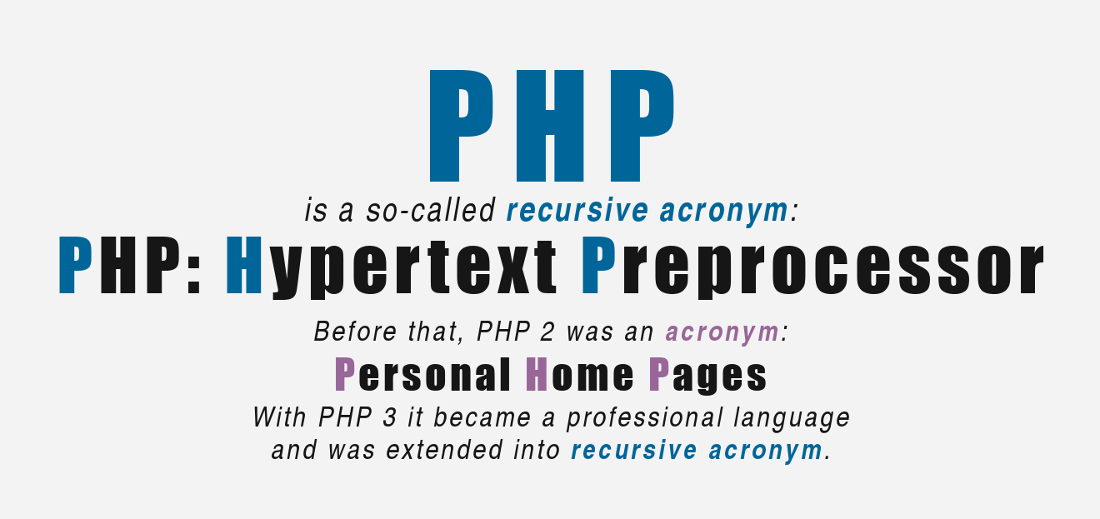 PHP
is a so-called recursive acronym:
PHP: Hypertext Preprocessor
Before that, PHP 2 was an acronym:
Personal Home Pages
With PHP 3 it became a professional language
and was extended into recursive acronym.